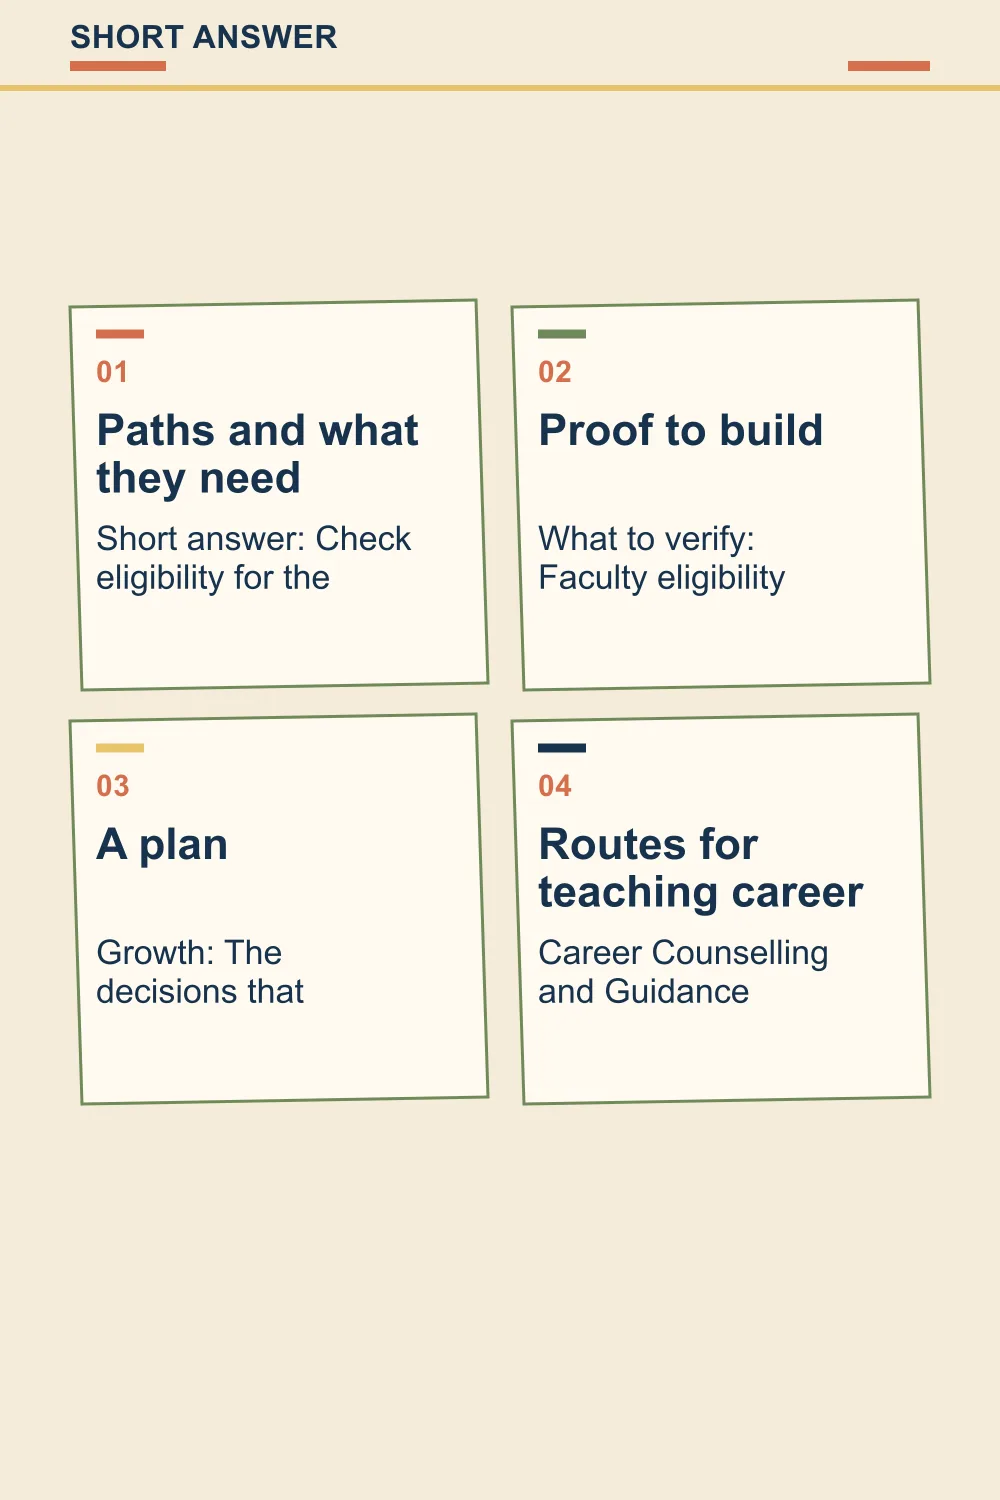 SHORT ANSWER
01
Paths and what
they need
Short answer: Check
eligibility for the
02
Proof to build
What to verify:
Faculty eligibility
03
A plan
Growth: The
decisions that
04
Routes for
teaching career
Career Counselling
and Guidance